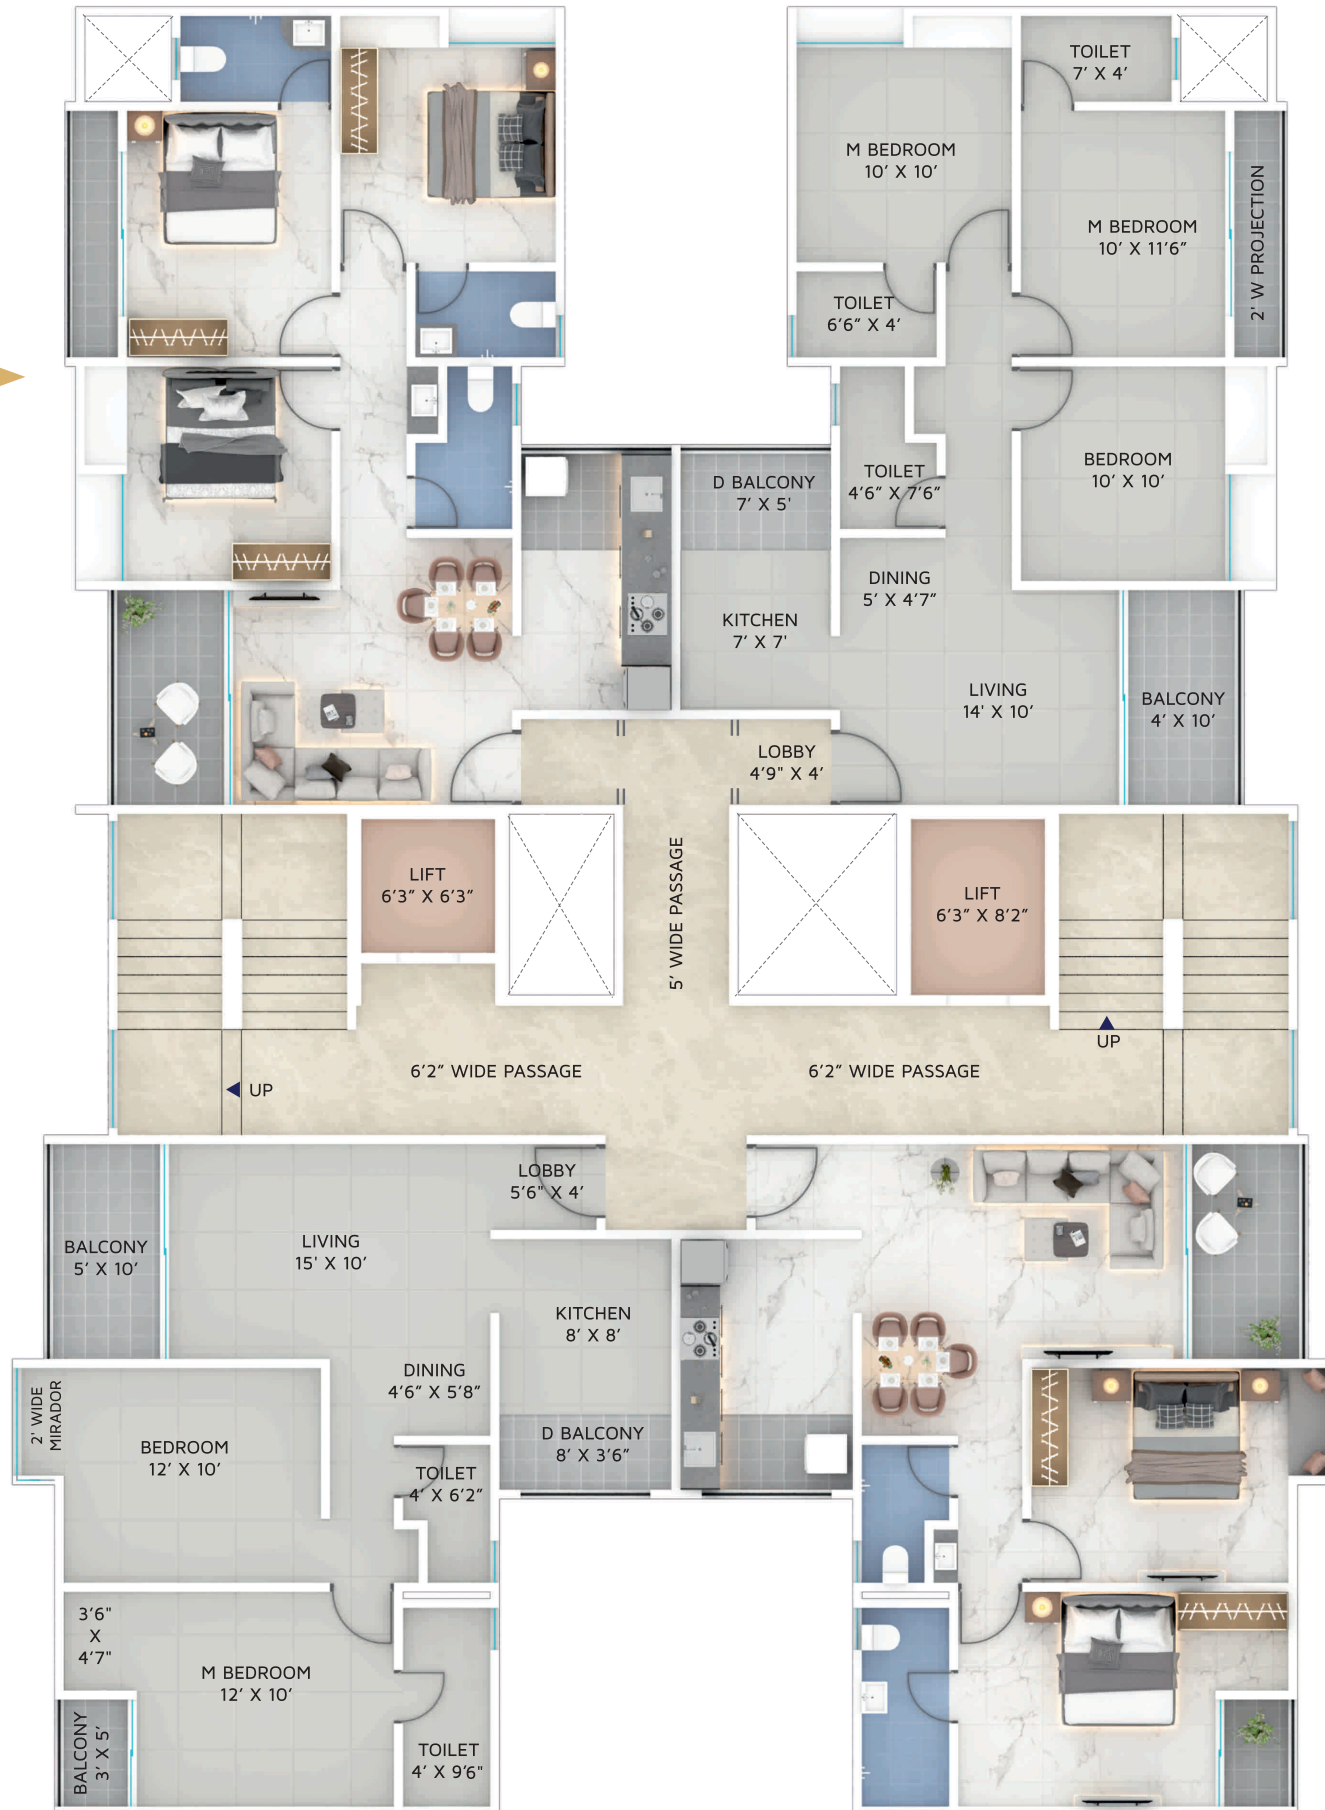 TOILET
7' X 4'
M BEDROOM
10' X 10'
M BEDROOM
10' X 11'6"
2' W PROJECTION
TOILET
6'6" X 4'
D BALCONY
7' X 5'
TOILET
4'6" X 7'6"
BEDROOM
10' X 10'
DINING
5' X 4'7"
KITCHEN
7' X 7'
LIVING
14' X 10'
BALCONY
4' X 10'
LOBBY
4'9" X 4'
LIFT
6'3" X 6'3"
5' WIDE PASSAGE
LIFT
6'3" X 8'2"
6'2" WIDE PASSAGE
6'2" WIDE PASSAGE
UP
UP
LOBBY
5'6" X 4'
BALCONY
5' X 10'
LIVING
15' X 10'
KITCHEN
8' X 8'
DINING
4'6" X 5'8"
2' WIDE
MIRADOR
BEDROOM
12' X 10'
D BALCONY
8' X 3'6"
TOILET
4' X 6'2"
3'6"
X
4'7"
M BEDROOM
12' X 10'
BALCONY
3' X 5'
TOILET
4' X 9'6"